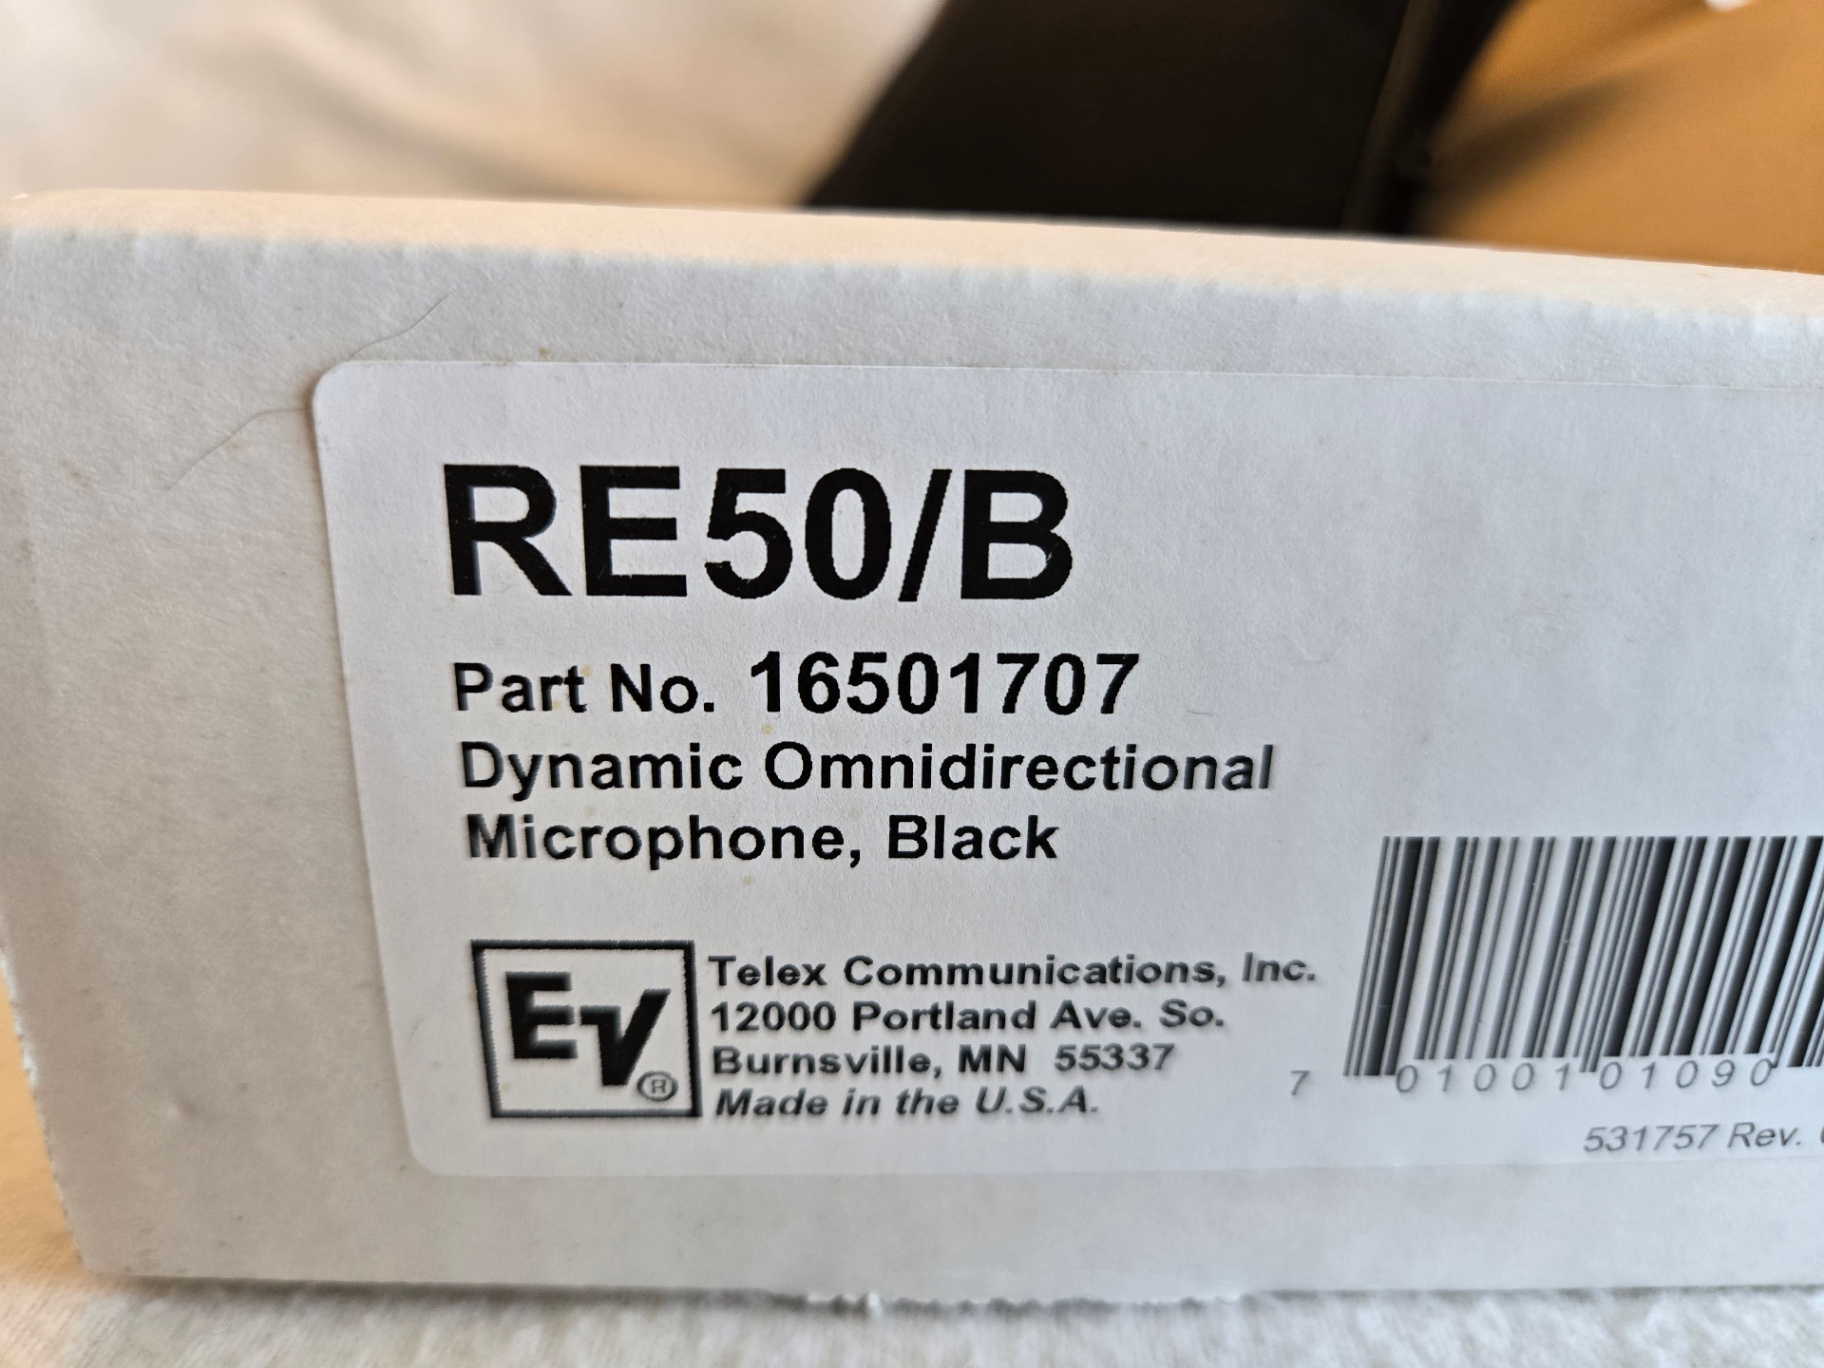 RE50/B
Part No. 16501707
Dynamic Omnidirectional
Microphone, Black
EV®
Telex Communications, Inc.
12000 Portland Ave. So.
Burnsville, MN 55337
Made in the U.S.A.
7 01001 01090
531757 Rev.